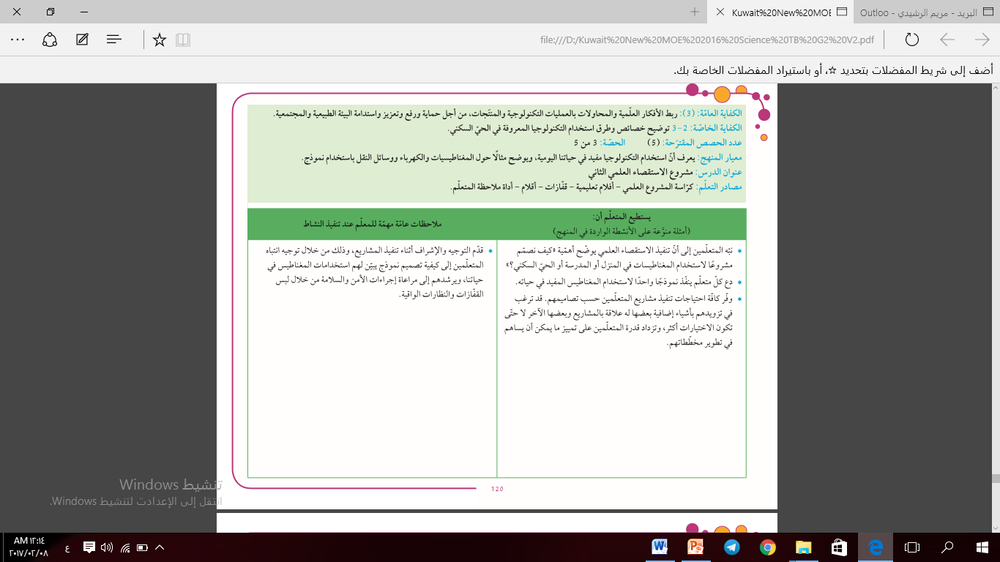 البريد - مريم الرشيدي - Outloo
Kuwait%20New%20MOE
file:///D:/Kuwait%20New%20MOE%202016%20Science%20TB%20G2%20V2.pdf
أضف إلى شريط المفضلات بتحديد ☆، أو باستيراد المفضلات الخاصة بك.
الكفاية العامّة: (3): ربط الأفكار العلّمية والمحاولات بالعمليات التكنولوجية والمنتَجات، من أجل حماية ورفع وتعزيز واستدامة البيئة الطبيعية والمجتمعية.
الكفاية الخاصّة: 2-3 توضيح خصائص وطرق استخدام التكنولوجيا المعروفة في الحيّ السكني.
عدد الحصص المقترَحة: (5) الحصّة: 3 من 5
معيار المنهج: يعرف أنّ استخدام التكنولوجيا مفيد في حياتنا اليومية، ويوضح مثالًا حول المغناطيسيات والكهرباء ووسائل النقل باستخدام نموذج.
عنوان الدرس: مشروع الاستقصاء العلمي الثاني
مصادر التعلّم: كرّاسة المشروع العلمي - أفلام تعليمية - قفّازات - أقلام - أداة ملاحظة المتعلّم.
يستطيع المتعلّم أن:
(أمثلة منوَّعة على الأنشطة الواردة في المنهج)
• نبّه المتعلّمين إلى أنّ تنفيذ الاستقصاء العلمي يوضّح أهمّية «كيف نصمّم
مشروعًا لاستخدام المغناطيسات في المنزل أو المدرسة أو الحيّ السكني؟»
• دع كلّ متعلّم ينفّذ نموذجًا واحدًا لاستخدام المغناطيس المفيد في حياته.
• وفّر كافّة احتياجات تنفيذ مشاريع المتعلّمين حسب تصاميمهم. قد ترغب
في تزويدهم بأشياء إضافية بعضها له علاقة بالمشاريع وبعضها الآخر لا حتّى
تكون الاختيارات أكثر، وتزداد قدرة المتعلّمين على تمييز ما يمكن أن يساهم
في تطوير مخطّطاتهم.
ملاحظات عامّة مهمّة للمعلّم عند تنفيذ النشاط
• قدّم التوجيه والإشراف أثناء تنفيذ المشاريع، وذلك من خلال توجيه انتباه
المتعلّمين إلى كيفية تصميم نموذج يبيّن لهم استخدامات المغناطيس في
حياتنا، ويرشدهم إلى مراعاة إجراءات الأمن والسلامة من خلال لبس
القفّازات والنظارات الواقية.
120
تنشيط Windows
انتقل إلى الإعدادت لتنشيط Windows.
ع
١٢:١٤ AM
٢٠١٧/٠٢/٠٨